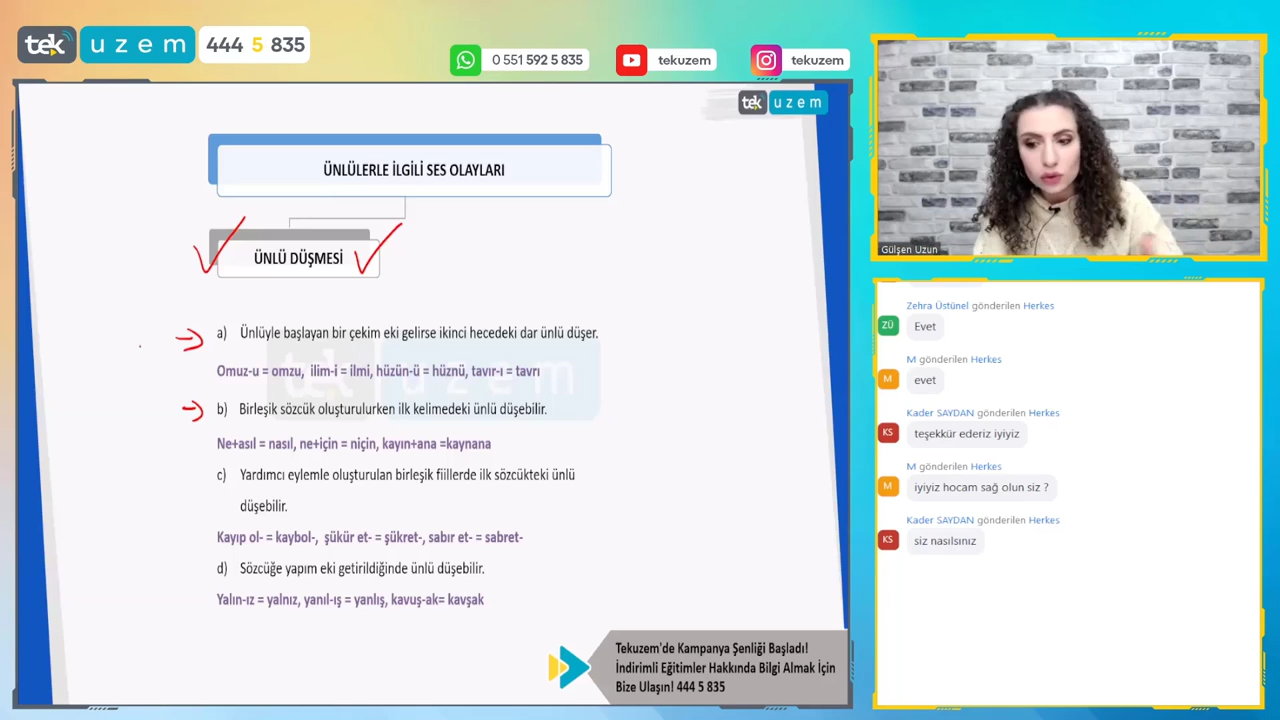 tek uzem 444 5 835
0 551 592 5 835
tekuzem
tekuzem
tek uzem
ÜNLÜLERLE İLGİLİ SES OLAYLARI
ÜNLÜ DÜŞMESİ
a) Ünlüyle başlayan bir çekim eki gelirse ikinci hecedeki dar ünlü düşer.
Omuz-u = omzu, ilim-i = ilmi, hüzün-ü = hüznü, tavır-ı = tavrı
b) Birleşik sözcük oluşturulurken ilk kelimedeki ünlü düşebilir.
Ne+asıl = nasıl, ne+için = niçin, kayın+ana =kaynana
c) Yardımcı eylemle oluşturulan birleşik fiillerde ilk sözcükteki ünlü
düşebilir.
Kayıp ol- = kaybol-, şükür et- = şükret-, sabır et- = sabret-
d) Sözcüğe yapım eki getirildiğinde ünlü düşebilir.
Yalın-ız = yalnız, yanıl-ış = yanlış, kavuş-ak= kavşak
tek uzem
Tekuzem'de Kampanya Şenliği Başladı!
İndirimli Eğitimler Hakkında Bilgi Almak İçin
Bize Ulaşın! 444 5 835
Gülşen Uzun
Zehra Üstünel gönderilen Herkes
ZÜ Evet
M gönderilen Herkes
M evet
Kader SAYDAN gönderilen Herkes
KS teşekkür ederiz iyiyiz
M gönderilen Herkes
M iyiyiz hocam sağ olun siz ?
Kader SAYDAN gönderilen Herkes
KS siz nasılsınız